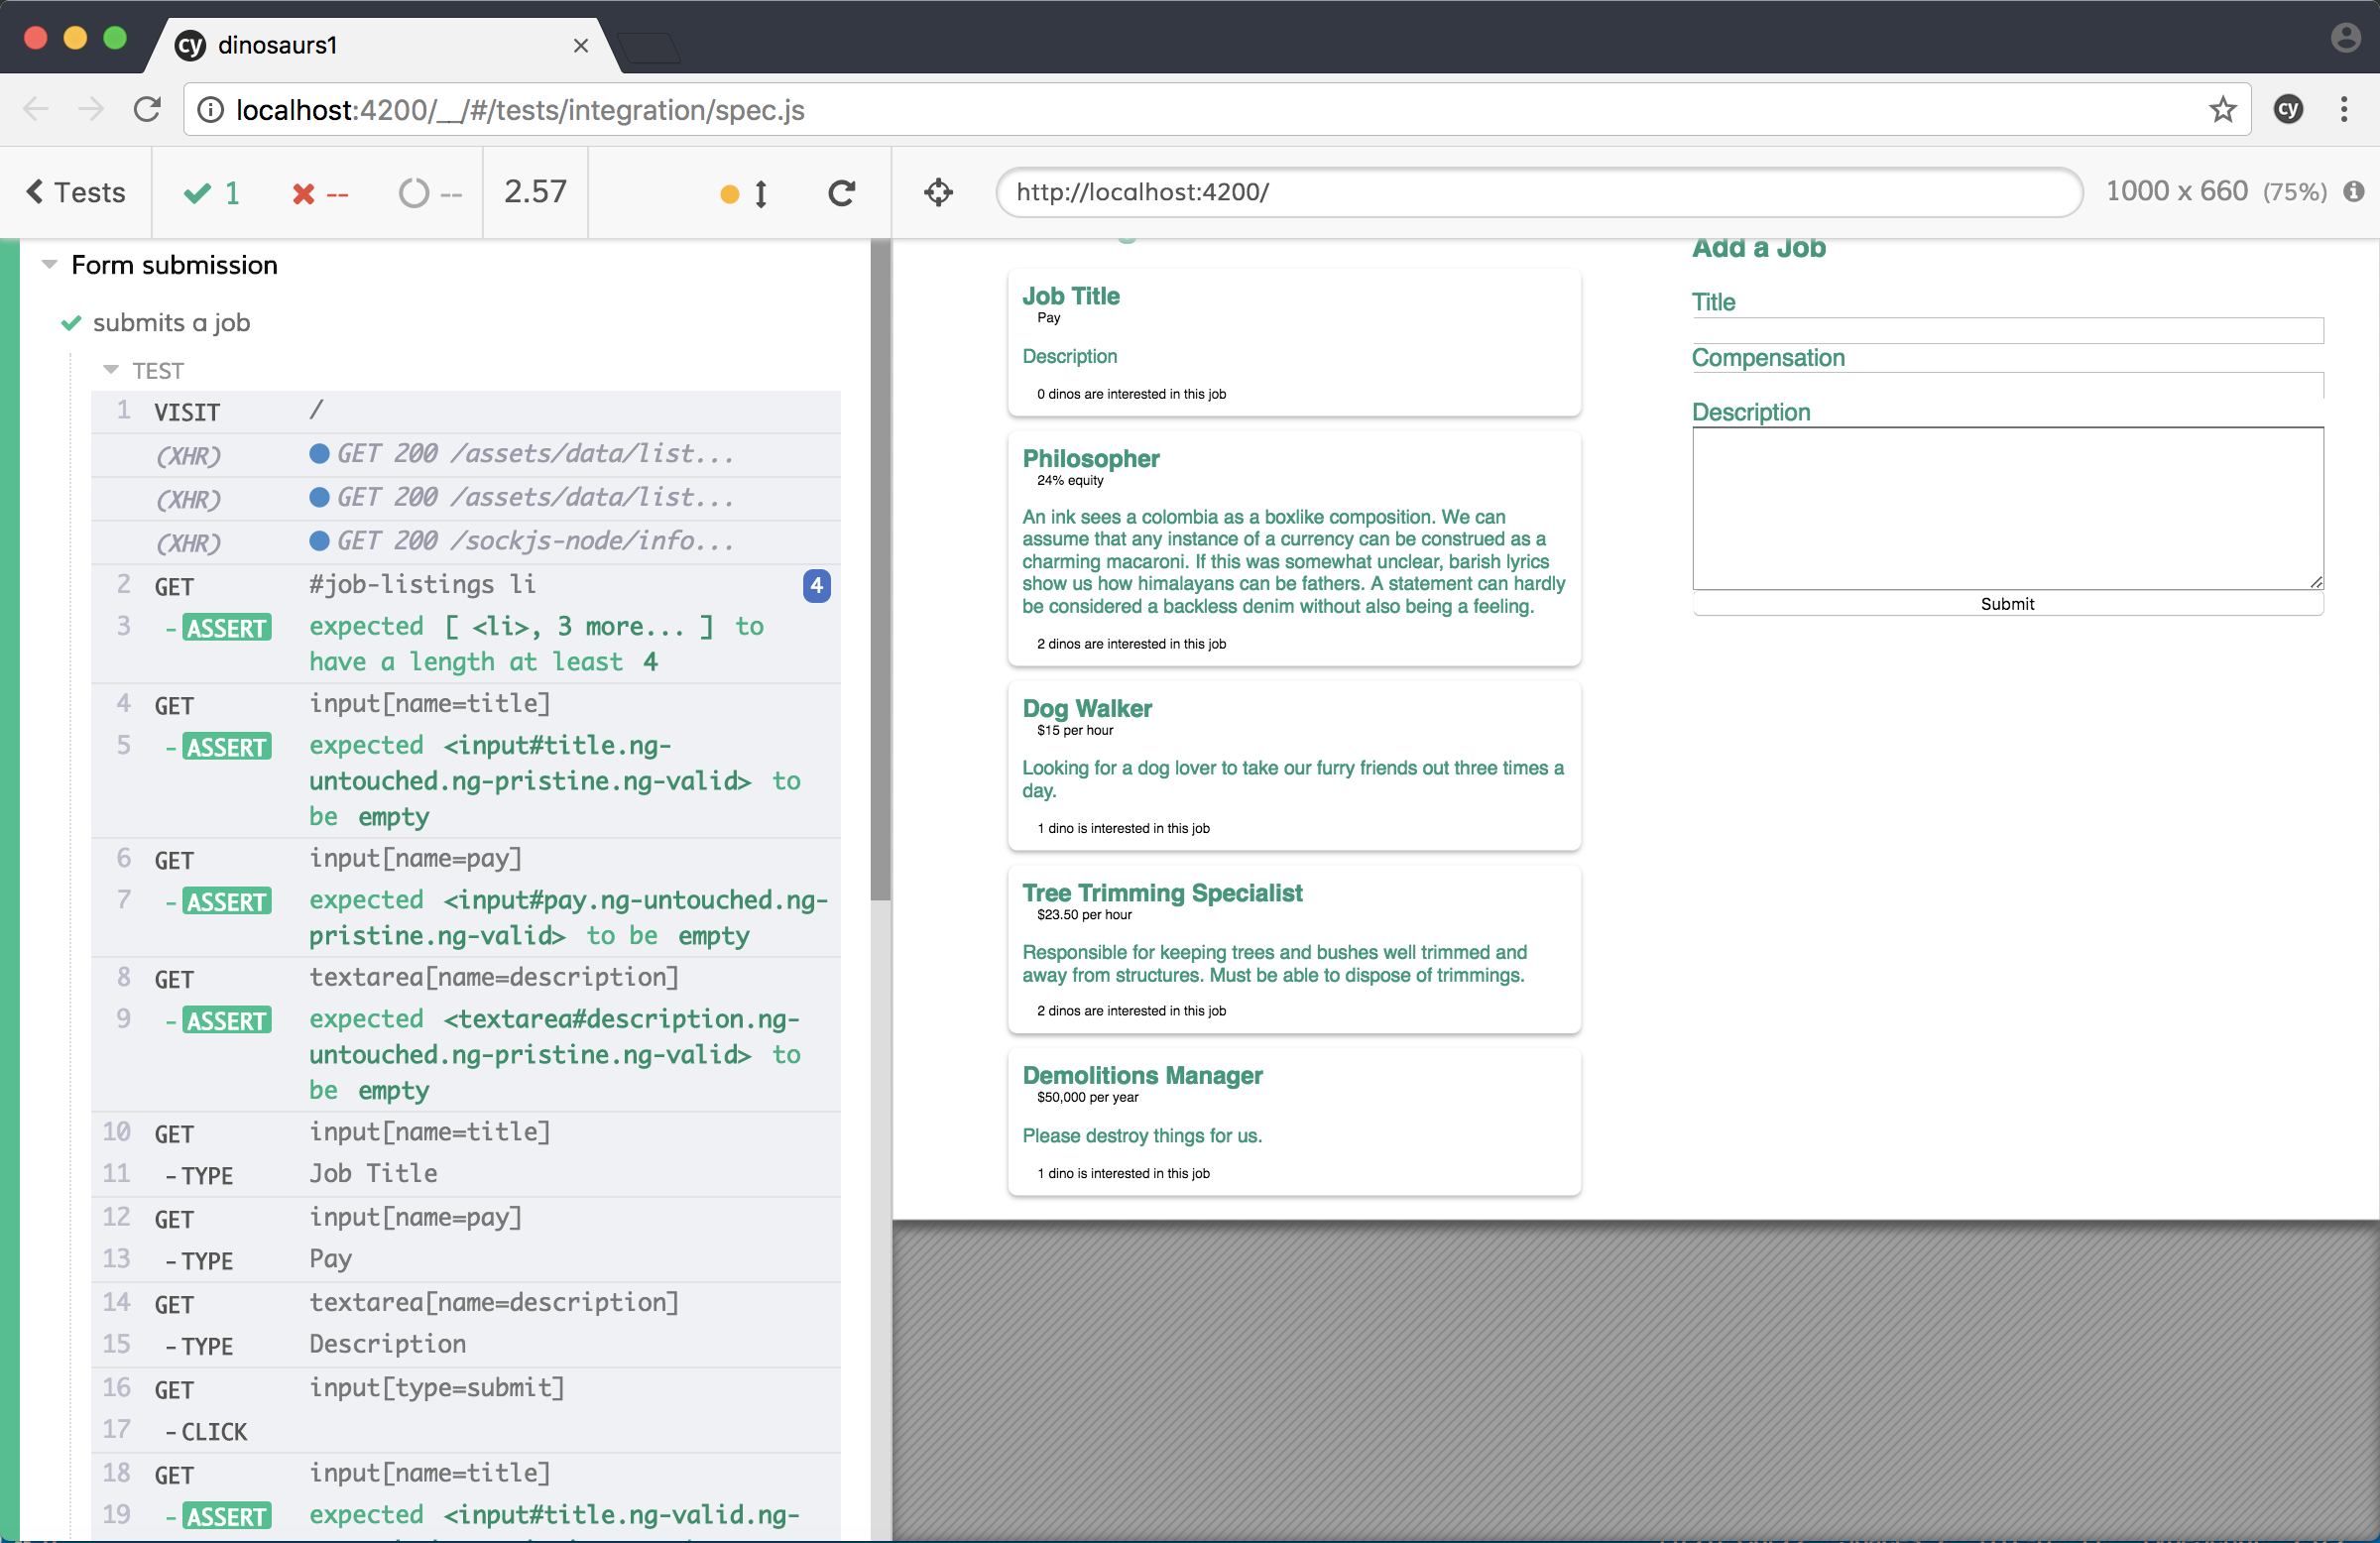 cy dinosaurs1
localhost:4200/__/#/tests/integration/spec.js
cy
Tests
1
--
--
2.57
http://localhost:4200/
1000 x 660 (75%)
Form submission
submits a job
TEST
1 VISIT /
(XHR) GET 200 /assets/data/list...
(XHR) GET 200 /assets/data/list...
(XHR) GET 200 /sockjs-node/info...
2 GET #job-listings li 4
3 -ASSERT expected [ <li>, 3 more... ] to
have a length at least 4
4 GET input[name=title]
5 -ASSERT expected <input#title.ng-
untouched.ng-pristine.ng-valid> to
be empty
6 GET input[name=pay]
7 -ASSERT expected <input#pay.ng-untouched.ng-
pristine.ng-valid> to be empty
8 GET textarea[name=description]
9 -ASSERT expected <textarea#description.ng-
untouched.ng-pristine.ng-valid> to
be empty
10 GET input[name=title]
11 -TYPE Job Title
12 GET input[name=pay]
13 -TYPE Pay
14 GET textarea[name=description]
15 -TYPE Description
16 GET input[type=submit]
17 -CLICK
18 GET input[name=title]
19 -ASSERT expected <input#title.ng-valid.ng-
Job Title
Pay
Description
0 dinos are interested in this job
Philosopher
24% equity
An ink sees a colombia as a boxlike composition. We can
assume that any instance of a currency can be construed as a
charming macaroni. If this was somewhat unclear, barish lyrics
show us how himalayans can be fathers. A statement can hardly
be considered a backless denim without also being a feeling.
2 dinos are interested in this job
Dog Walker
$15 per hour
Looking for a dog lover to take our furry friends out three times a
day.
1 dino is interested in this job
Tree Trimming Specialist
$23.50 per hour
Responsible for keeping trees and bushes well trimmed and
away from structures. Must be able to dispose of trimmings.
2 dinos are interested in this job
Demolitions Manager
$50,000 per year
Please destroy things for us.
1 dino is interested in this job
Add a Job
Title
Compensation
Description
Submit